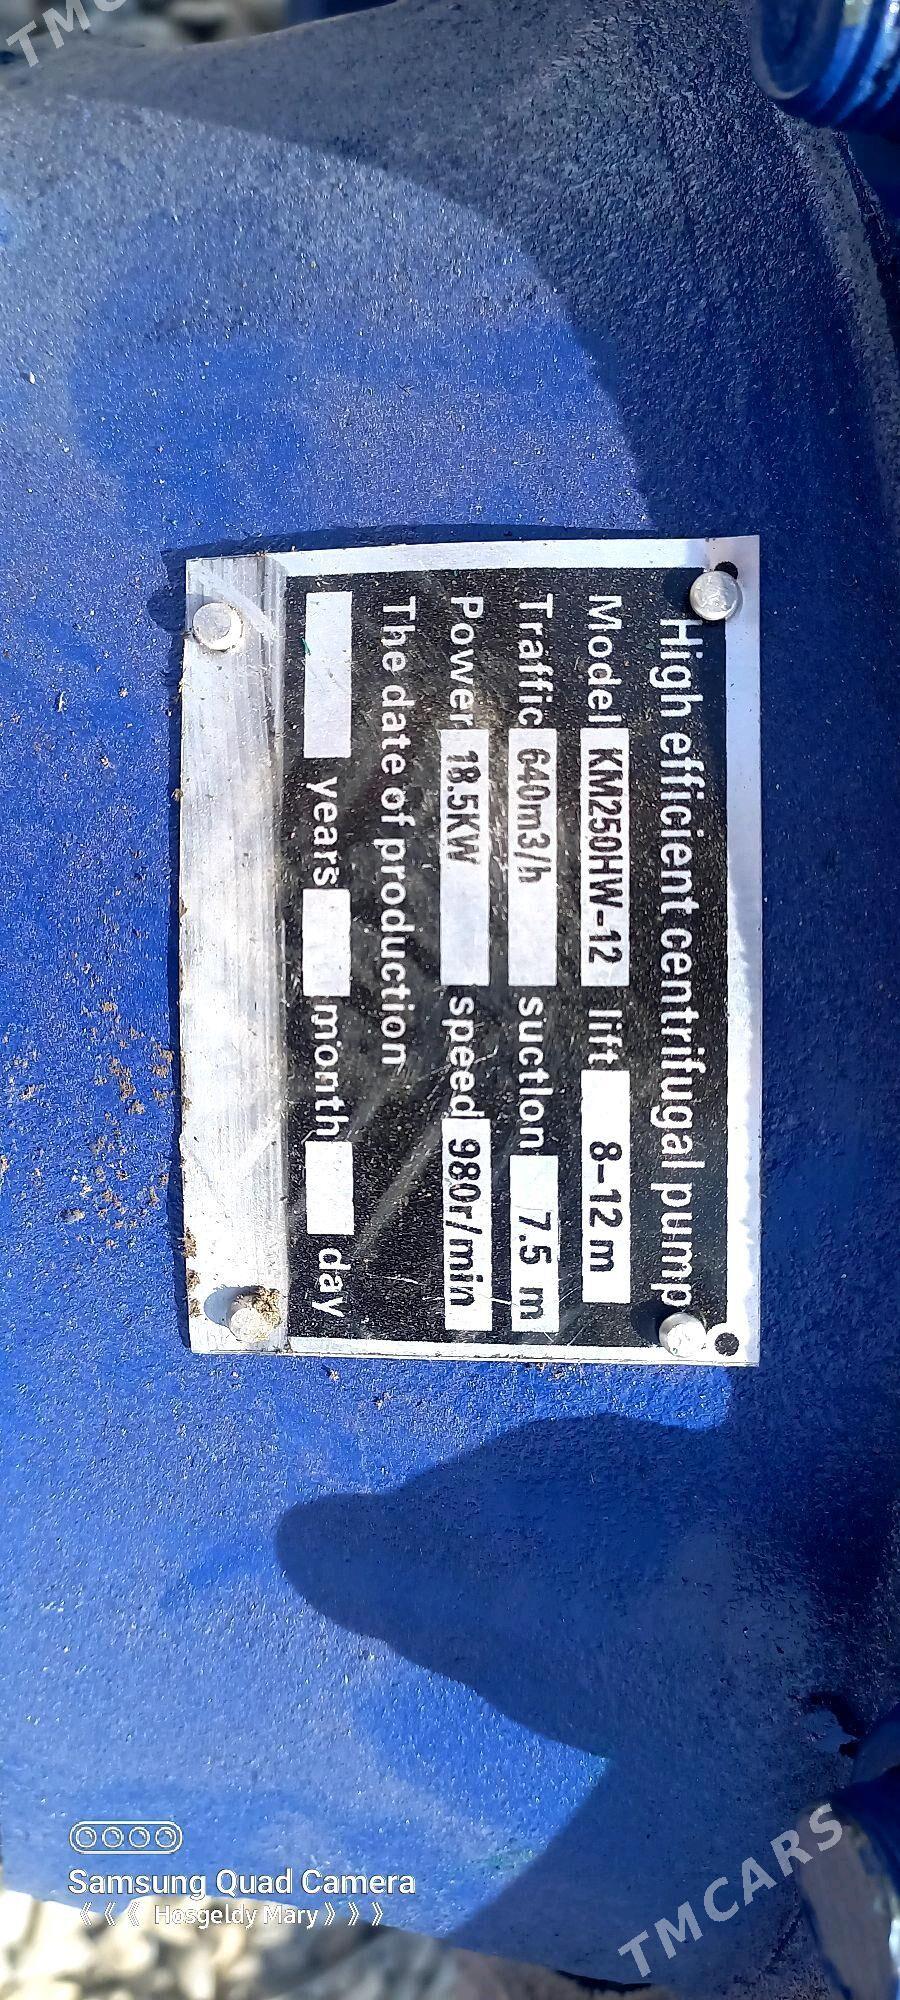 High efficient centrifugal pump
Model KM250HW-12 lift 8-12 m
Traffic 640m3/h suction 7.5 m
Power 18.5KW speed 980r/min
The date of production
years month day
Samsung Quad Camera
《《《 Hosgeldy Mary 》》》
TMCARS